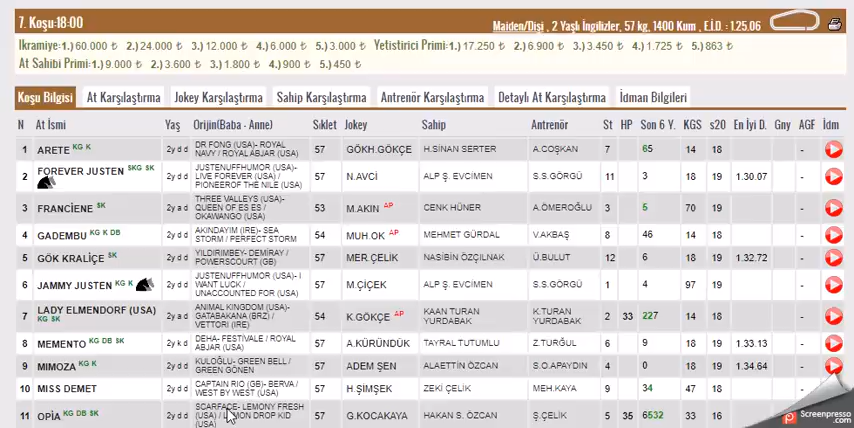 7. Koşu:18:00 Maiden/Dişi , 2 Yaşlı İngilizler, 57 kg, 1400 Kum , E.İ.D. : 1.25.06
Ikramiye: 1.) 60.000 ₺ 2.) 24.000 ₺ 3.) 12.000 ₺ 4.) 6.000 ₺ 5.) 3.000 ₺ Yetistirici Primi: 1.) 17.250 ₺ 2.) 6.900 ₺ 3.) 3.450 ₺ 4.) 1.725 ₺ 5.) 863 ₺
At Sahibi Primi: 1.) 9.000 ₺ 2.) 3.600 ₺ 3.) 1.800 ₺ 4.) 900 ₺ 5.) 450 ₺
Koşu Bilgisi At Karşılaştırma Jokey Karşılaştırma Sahip Karşılaştırma Antrenör Karşılaştırma Detaylı At Karşılaştırma İdman Bilgileri
N At İsmi Yaş Orijin(Baba - Anne) Sıklet Jokey Sahip Antrenör St HP Son 6 Y. KGS s20 En İyi D. Gny AGF İdm
1 ARETE KG K 2y d d DR FONG (USA)- ROYAL NAVY / ROYAL ABJAR (USA) 57 GÖKH.GÖKÇE H.SİNAN SERTER A.COŞKAN 7 65 14 18 -
2 FOREVER JUSTEN SKG SK 2y d d JUSTENUFFHUMOR (USA)- LIVE FOREVER (USA) / PIONEEROF THE NILE (USA) 57 N.AVCİ ALP Ş. EVCİMEN S.S.GÖRGÜ 11 3 18 19 1.30.07 -
3 FRANCİENE SK 2y a d THREE VALLEYS (USA)- QUEEN OF ES ES / OKAWANGO (USA) 53 M.AKIN AP CENK HÜNER A.ÖMEROĞLU 3 5 70 19 -
4 GADEMBU KG K DB 2y d d AKINDAYIM (IRE)- SEA STORM / PERFECT STORM 54 MUH.OK AP MEHMET GÜRDAL V.AKBAŞ 8 46 14 18 -
5 GÖK KRALİÇE SK 2y d d YILDIRIMBEY- DEMİRAY / POWERSCOURT (GB) 57 MER.ÇELİK NASİBİN ÖZÇILNAK Ü.BULUT 12 6 18 19 1.32.72 -
6 JAMMY JUSTEN KG K 2y d d JUSTENUFFHUMOR (USA)- I WANT LUCK / UNACCOUNTED FOR (USA) 57 M.ÇİÇEK ALP Ş. EVCİMEN S.S.GÖRGÜ 1 4 97 19 -
7 LADY ELMENDORF (USA) KG SK 2y a d ANIMAL KINGDOM (USA)- GATABAKANA (BRZ) / VETTORI (IRE) 54 K.GÖKÇE AP KAAN TURAN YURDABAK K.TURAN YURDABAK 2 33 227 14 18 -
8 MEMENTO KG DB SK 2y k d DEHA- FESTIVALE / ROYAL ABJAR (USA) 57 A.KÜRÜNDÜK TAYRAL TUTUMLU Z.TURĞUL 6 9 18 19 1.33.13 -
9 MIMOZA KG K 2y d d KULOĞLU- GREEN BELL / GREEN GÖNEN 57 ADEM ŞEN ALAETTİN ÖZCAN S.O.APAYDIN 4 0 18 19 1.34.64 -
10 MISS DEMET 2y d d CAPTAIN RIO (GB)- BERVA / WEST BY WEST (USA) 57 H.ŞİMŞEK ZEKİ ÇELİK MEH.KAYA 9 34 47 18
11 OPİA KG DB SK 2y d d SCARFACE- LEMONY FRESH (USA) / LEMON DROP KID (USA) 57 G.KOCAKAYA HAKAN S. ÖZCAN Ş.ÇELİK 5 35 6532 33 16
Screenpresso.com